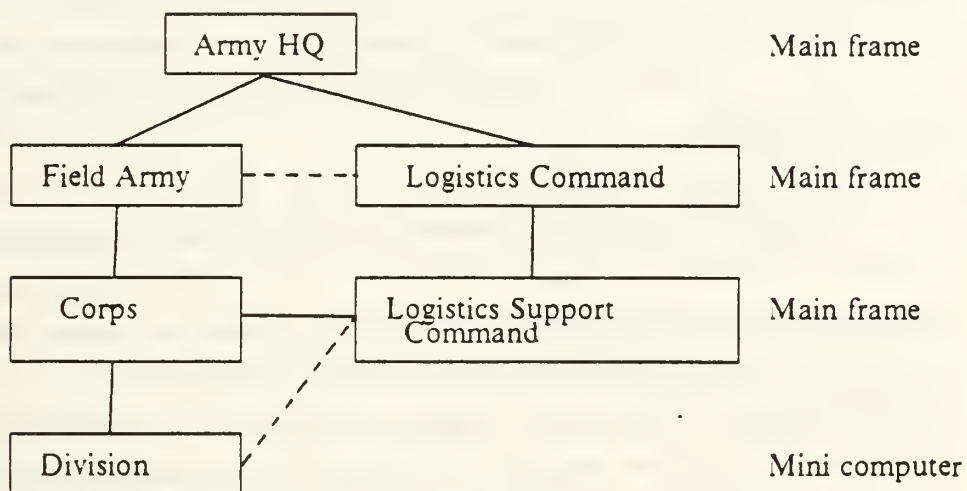 Army HQ Main frame
Field Army Logistics Command Main frame
Corps Logistics Support Main frame
Command
Division Mini computer